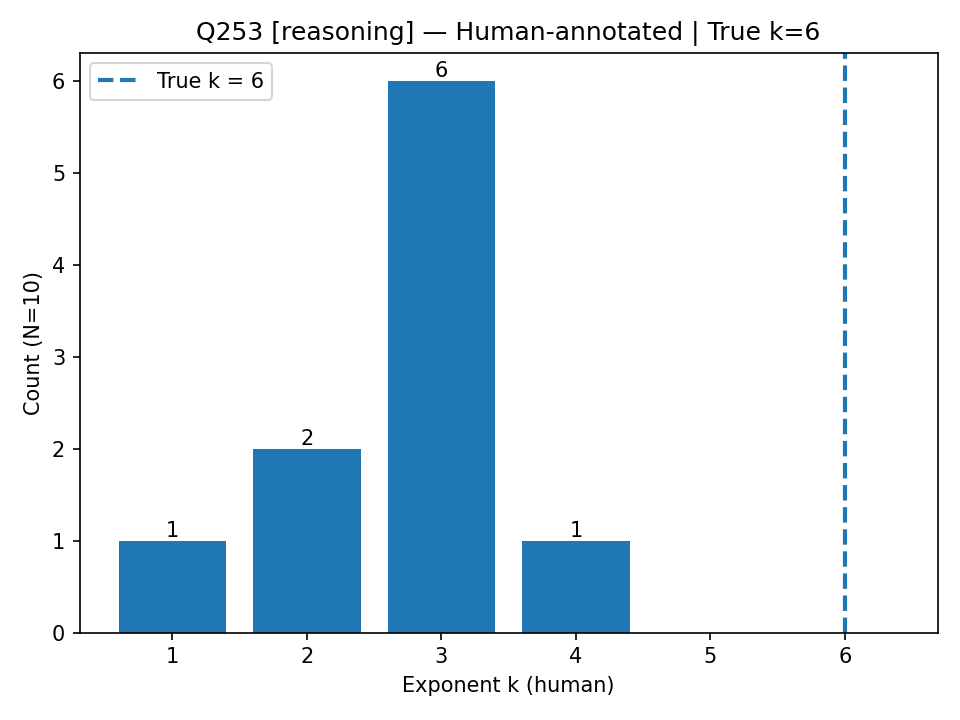 Q253 [reasoning] — Human-annotated | True k=6
True k = 6
Count (N=10)
6
5
4
3
2
1
0
1
2
6
1
1 2 3 4 5 6
Exponent k (human)